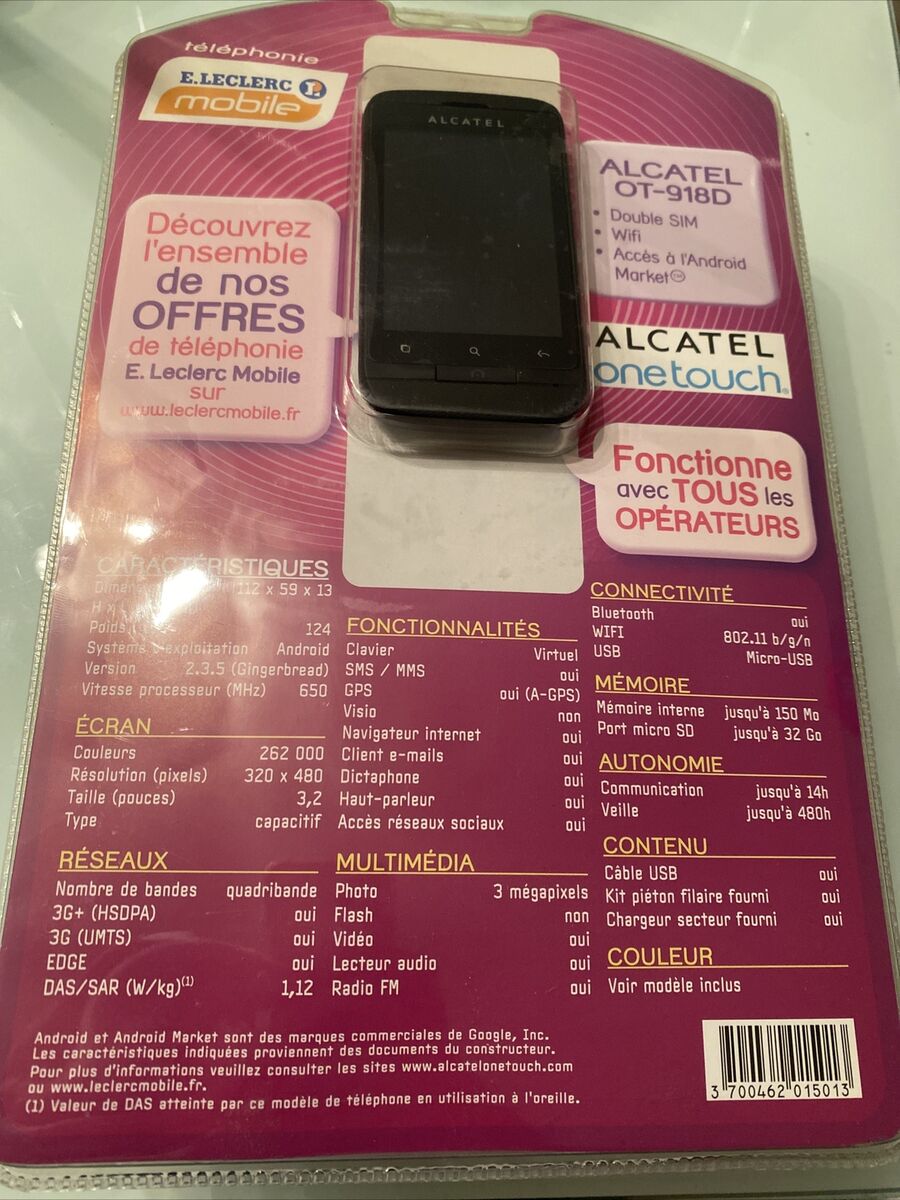 téléphonie
E.LECLERC L
mobile
ALCATEL
ALCATEL
OT-918D
• Double SIM
• Wifi
• Accès à l'Android
Market™
Découvrez
l'ensemble
de nos
OFFRES
de téléphonie
E. Leclerc Mobile
sur
www.leclercmobile.fr
ALCATEL
onetouch.
Fonctionne
avec TOUS les
OPÉRATEURS
CARACTÉRISTIQUES
112 x 59 x 13
Poids 124
Système d'exploitation Android
Version 2.3.5 (Gingerbread)
Vitesse processeur (MHz) 650
ÉCRAN
Couleurs 262 000
Résolution (pixels) 320 x 480
Taille (pouces) 3,2
Type capacitif
RÉSEAUX
Nombre de bandes quadribande
3G+ (HSDPA) oui
3G (UMTS) oui
EDGE oui
DAS/SAR (W/kg)(1) 1,12
FONCTIONNALITÉS
Clavier Virtuel
SMS / MMS oui
GPS oui (A-GPS)
Visio non
Navigateur internet oui
Client e-mails oui
Dictaphone oui
Haut-parleur oui
Accès réseaux sociaux oui
MULTIMÉDIA
Photo 3 mégapixels
Flash non
Vidéo oui
Lecteur audio oui
Radio FM oui
CONNECTIVITÉ
Bluetooth oui
WIFI 802.11 b/g/n
USB Micro-USB
MÉMOIRE
Mémoire interne jusqu'à 150 Mo
Port micro SD jusqu'à 32 Go
AUTONOMIE
Communication jusqu'à 14h
Veille jusqu'à 480h
CONTENU
Câble USB oui
Kit piéton filaire fourni oui
Chargeur secteur fourni oui
COULEUR
Voir modèle inclus
Android et Android Market sont des marques commerciales de Google, Inc.
Les caractéristiques indiquées proviennent des documents du constructeur.
Pour plus d'informations veuillez consulter les sites www.alcatelonetouch.com
ou www.leclercmobile.fr.
(1) Valeur de DAS atteinte par ce modèle de téléphone en utilisation à l'oreille.
3 700462 015013